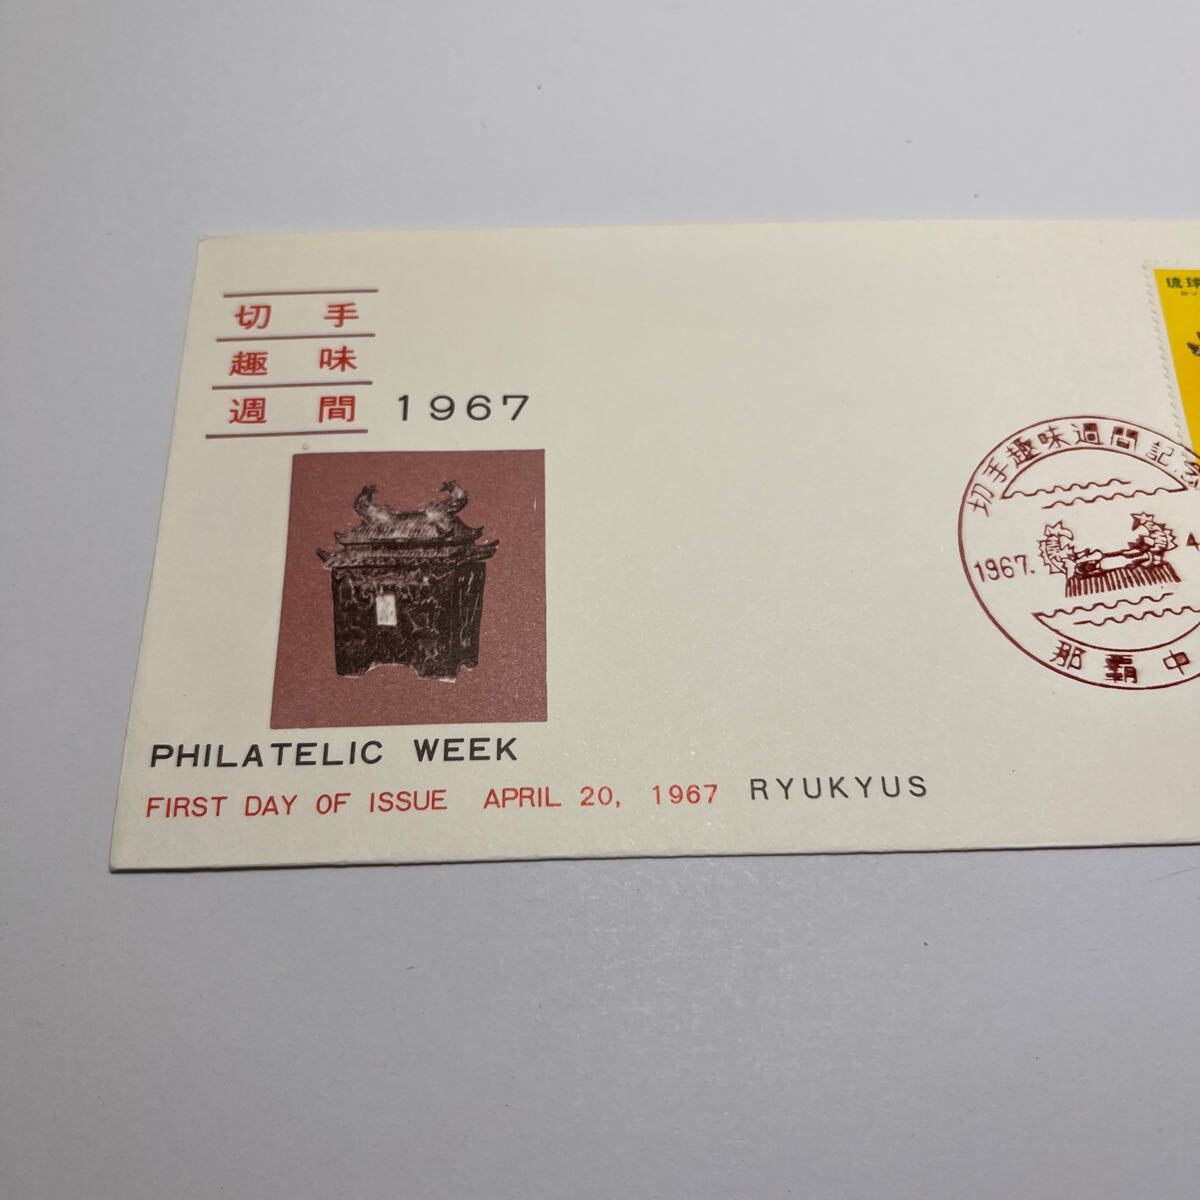 切手
趣味
週間 1967
PHILATELIC WEEK
FIRST DAY OF ISSUE APRIL 20, 1967 RYUKYUS
琉球
切手趣味週間記念
1967. 4
那覇中